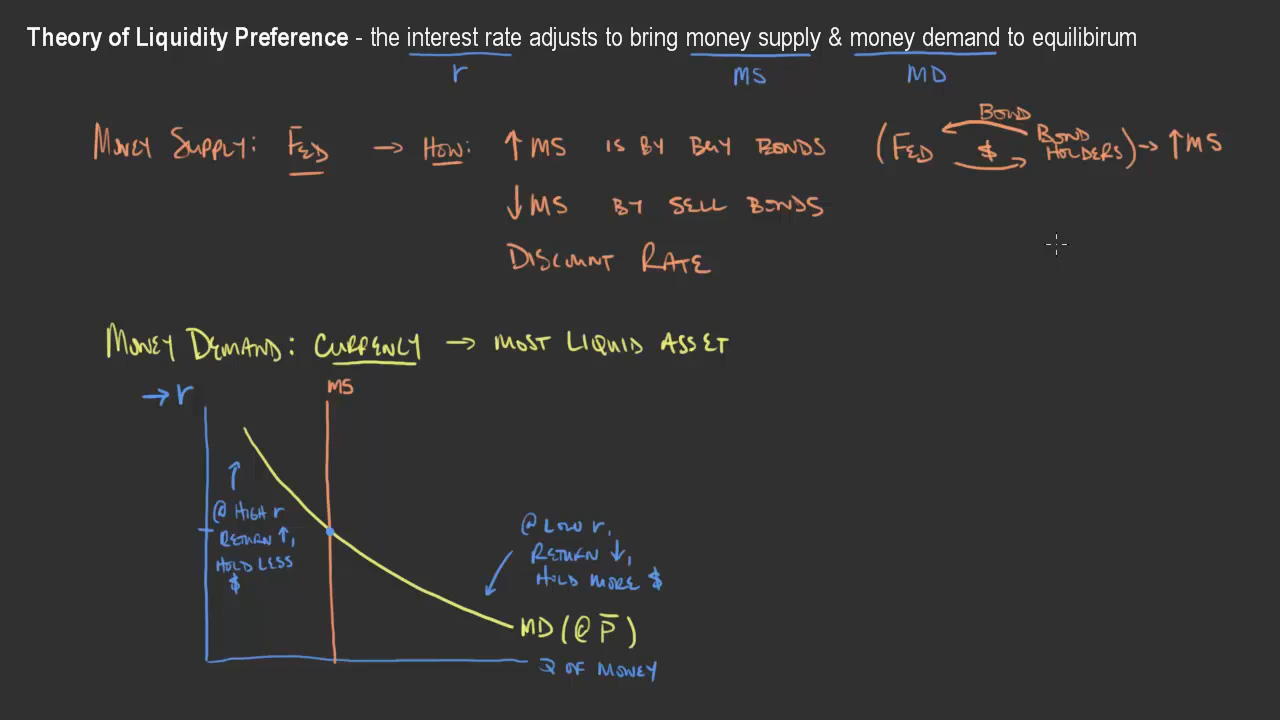 Theory of Liquidity Preference - the interest rate adjusts to bring money supply & money demand to equilibirum
r MS MD
MONEY SUPPLY: FED → HOW: ↑ MS IS BY BUY BONDS (FED BOND $ BOND HOLDERS) → ↑ MS
↓ MS BY SELL BONDS
DISCOUNT RATE
MONEY DEMAND: CURRENCY → MOST LIQUID ASSET
→ r
MS
↑
@ HIGH r
RETURN ↑,
HOLD LESS
$
@ LOW r,
RETURN ↓,
HOLD MORE $
MD (@ P̅)
Q OF MONEY